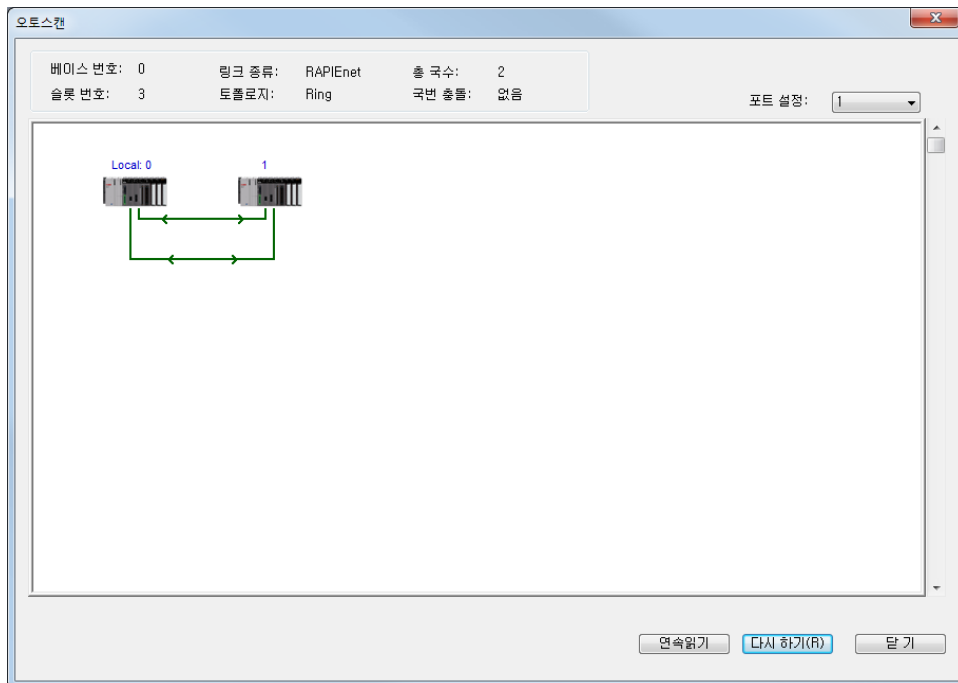 오토스캔
베이스 번호: 0 링크 종류: RAPIEnet 총 국수: 2
슬롯 번호: 3 토폴로지: Ring 국번 충돌: 없음
포트 설정: 1
Local: 0 1
연속읽기 다시 하기(R) 닫 기